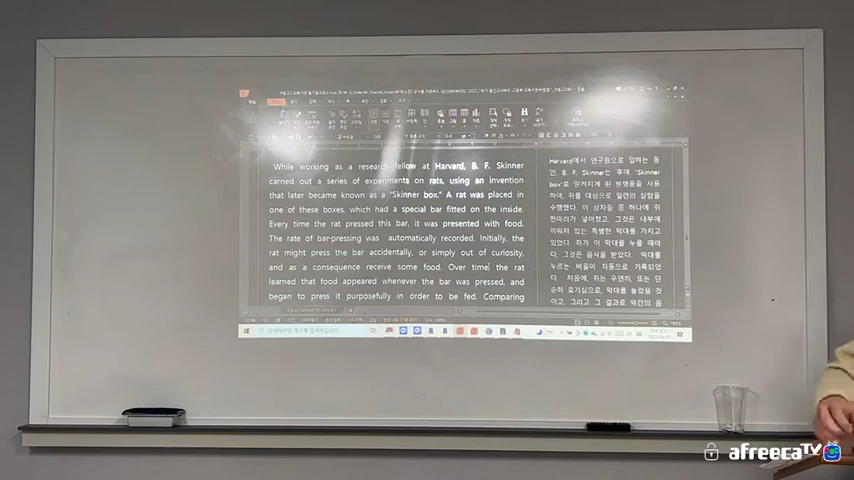 While working as a research fellow at Harvard, B. F. Skinner
carried out a series of experiments on rats, using an invention
that later became known as a "Skinner box." A rat was placed in
one of these boxes, which had a special bar fitted on the inside.
Every time the rat pressed this bar, it was presented with food.
The rate of bar-pressing was automatically recorded. Initially, the
rat might press the bar accidentally, or simply out of curiosity,
and as a consequence receive some food. Over time the rat
learned that food appeared whenever the bar was pressed, and
began to press it purposefully in order to be fed. Comparing
Harvard에서 연구원으로 일하는 동
안, B. F. Skinner는 후에 "Skinner
box"로 알려지게 된 발명품을 사용
하여, 쥐를 대상으로 일련의 실험을
수행했다. 이 상자들 중 하나에 쥐
한마리가 넣어졌고, 그것은 내부에
끼워져 있는 특별한 막대를 가지고
있었다. 쥐가 이 막대를 누를 때마
다, 그것은 음식을 받았다. 막대를
누르는 비율이 자동으로 기록되었
다. 처음에, 쥐는 우연히, 또는 단
순히 호기심으로, 막대를 눌렀을 것
이고, 그리고 그 결과로 약간의 음
afreecaTV